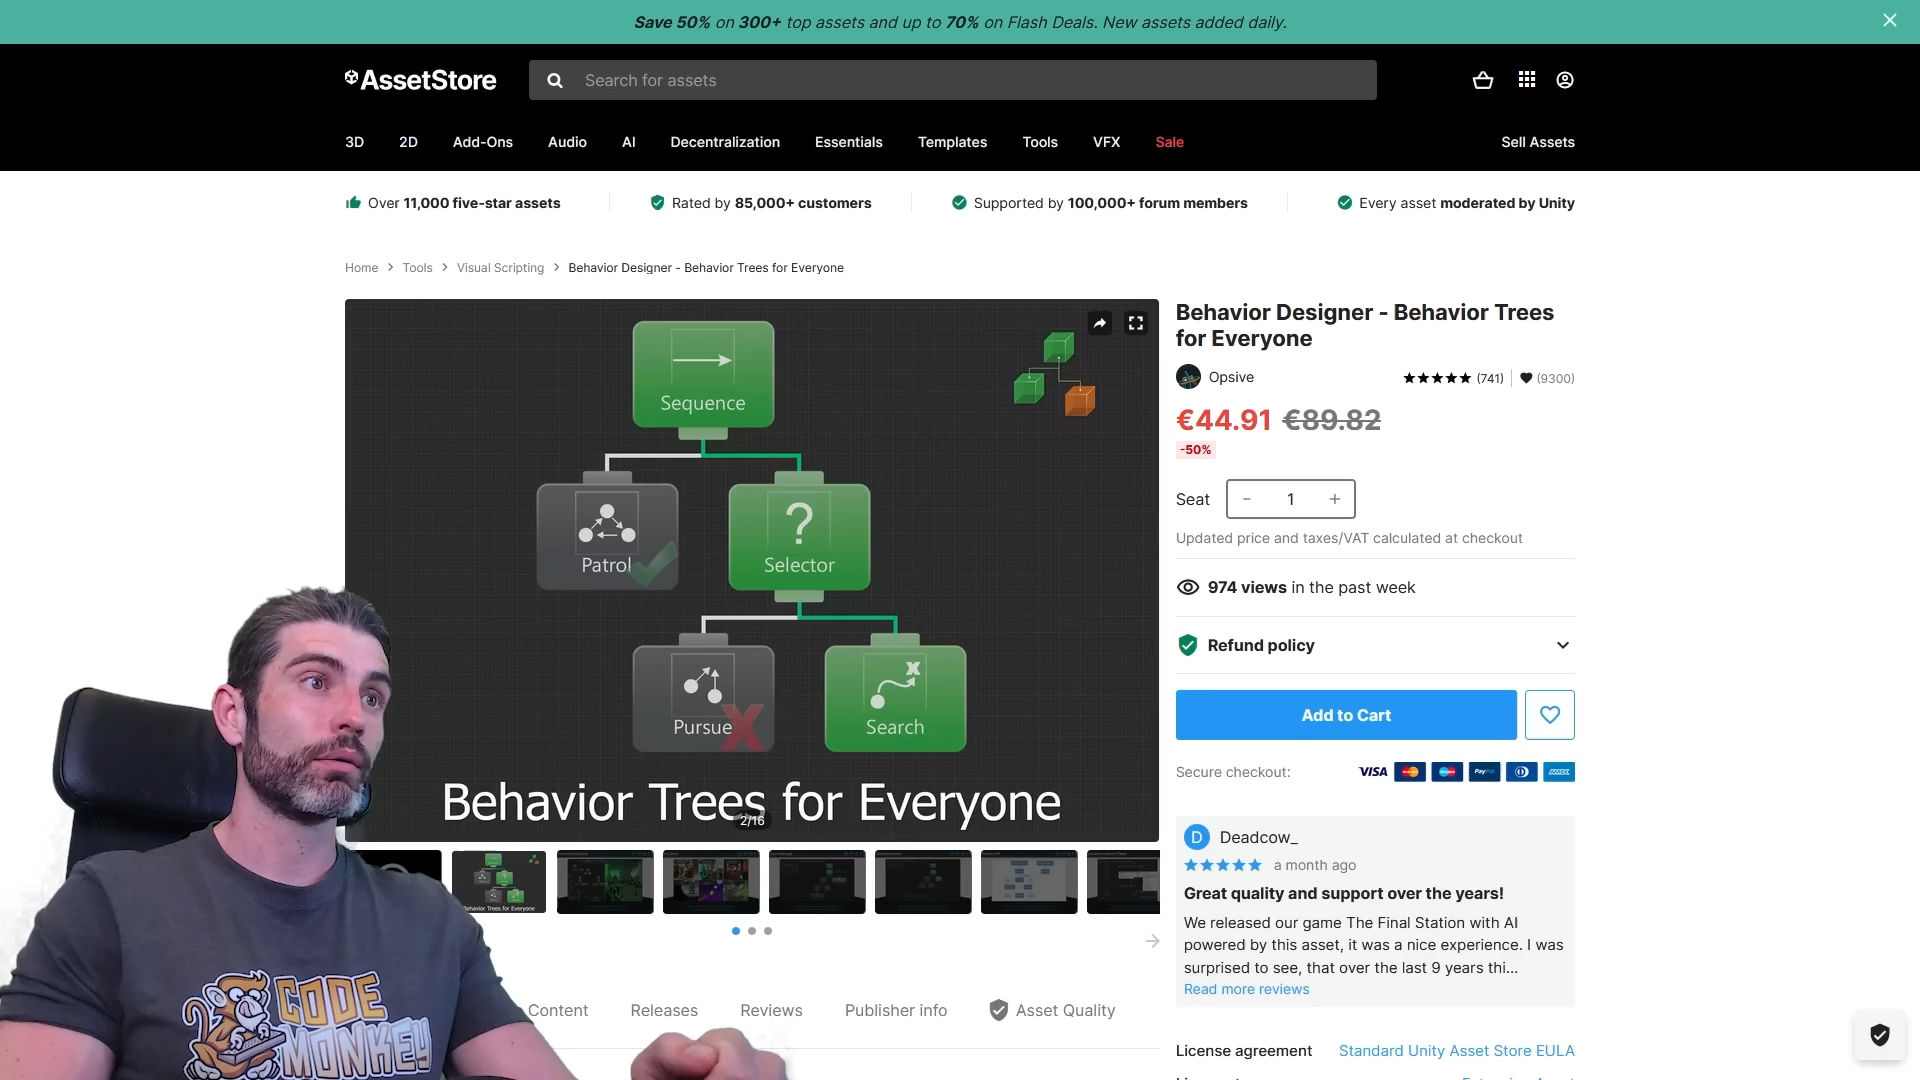 Save 50% on 300+ top assets and up to 70% on Flash Deals. New assets added daily.
AssetStore
Search for assets
3D 2D Add-Ons Audio AI Decentralization Essentials Templates Tools VFX Sale Sell Assets
Over 11,000 five-star assets
Rated by 85,000+ customers
Supported by 100,000+ forum members
Every asset moderated by Unity
Home > Tools > Visual Scripting > Behavior Designer - Behavior Trees for Everyone
Sequence
Patrol
?
Selector
Pursue
X
Search
Behavior Trees for Everyone
2/16
Behavior Trees for Everyone
Content Releases Reviews Publisher info Asset Quality
CODE
MONKEY
Behavior Designer - Behavior Trees
for Everyone
Opsive
(741)
(9300)
€44.91 €89.82
-50%
Seat - 1 +
Updated price and taxes/VAT calculated at checkout
974 views in the past week
Refund policy
Add to Cart
Secure checkout:
VISA
PayPal
AMEX
D Deadcow_
a month ago
Great quality and support over the years!
We released our game The Final Station with AI
powered by this asset, it was a nice experience. I was
surprised to see, that over the last 9 years thi...
Read more reviews
License agreement Standard Unity Asset Store EULA